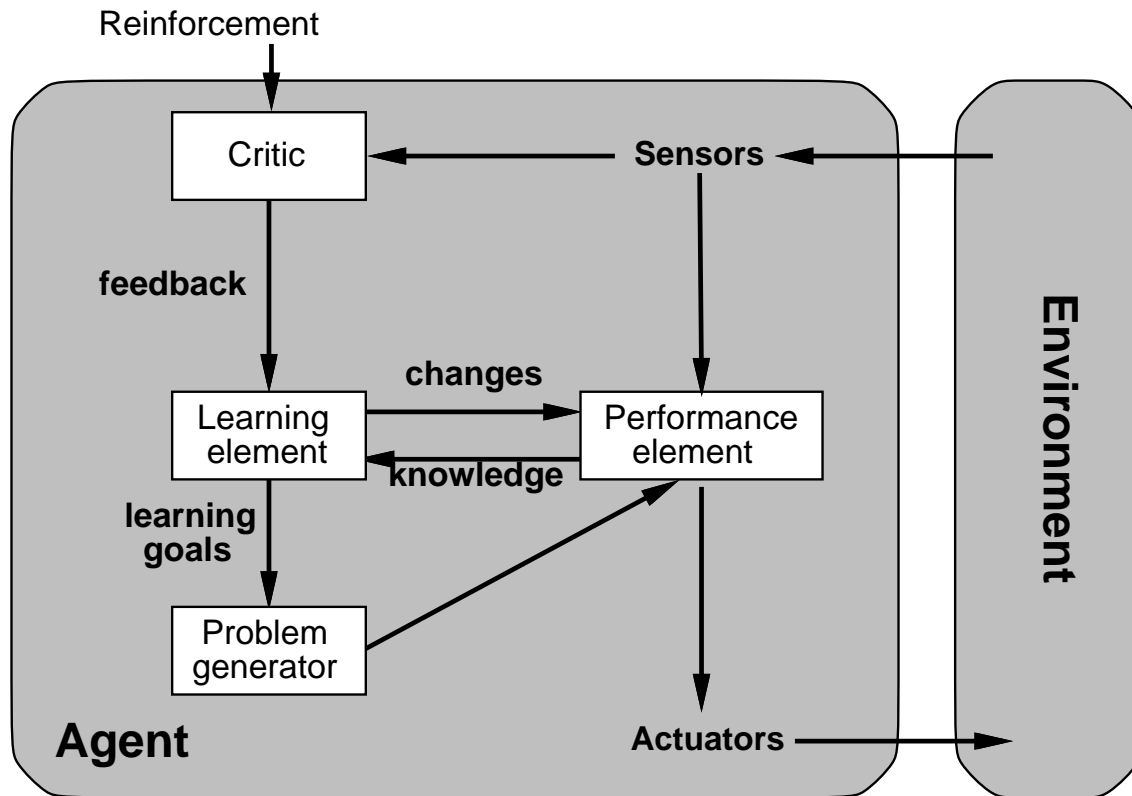 Reinforcement
Critic
Sensors
feedback
changes
Learning
element
Performance
element
knowledge
learning
goals
Problem
generator
Agent
Actuators
Environment